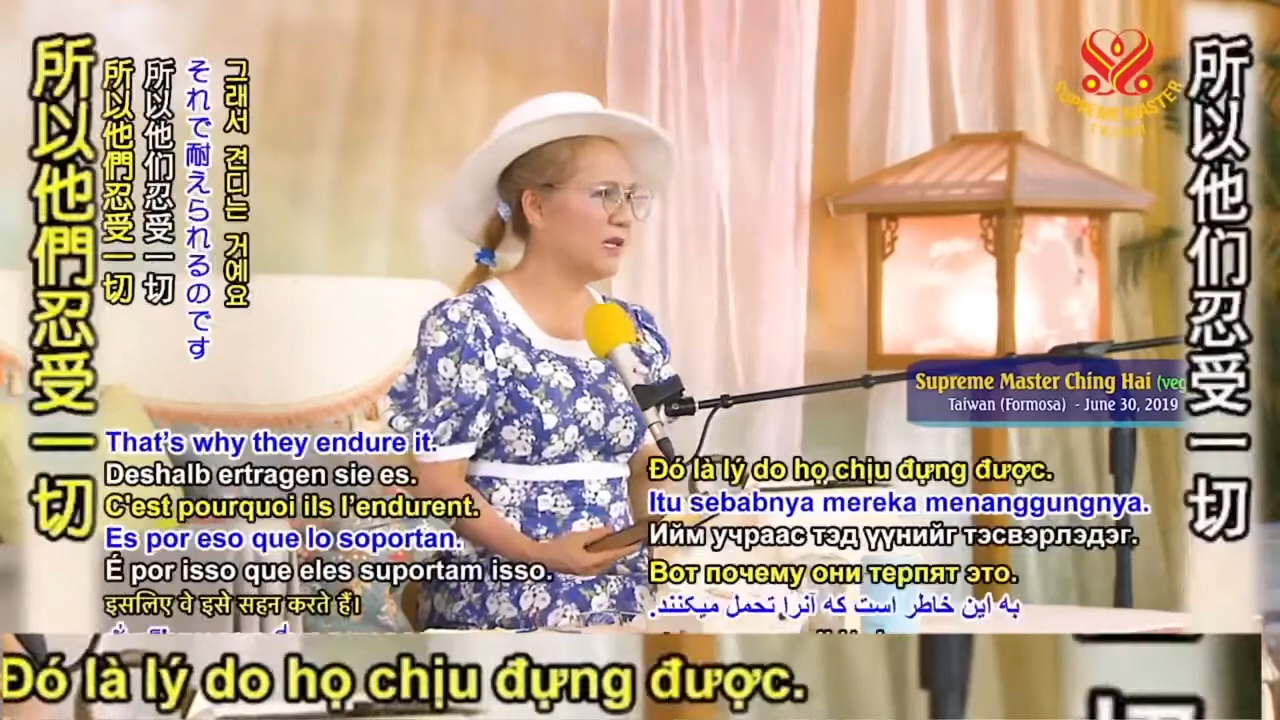 所以他們忍受一切
所以他們忍受一切
所以他们忍受一切
それで耐えられるのです
그래서 견디는 거예요
SUPREME MASTER
所以他们忍受一切
Supreme Master Ching Hai (veg
Taiwan (Formosa) - June 30, 2019
That's why they endure it.
Deshalb ertragen sie es.
C'est pourquoi ils l'endurent.
Es por eso que lo soportan.
É por isso que eles suportam isso.
इसलिए वे इसे सहन करते हैं।
Đó là lý do họ chịu đựng được.
Itu sebabnya mereka menanggungnya.
Ийм учраас тэд үүнийг тэсвэрлэдэг.
Вот почему они терпят это.
به این خاطر است که آنرا تحمل میکنند.
Đó là lý do họ chịu đựng được.